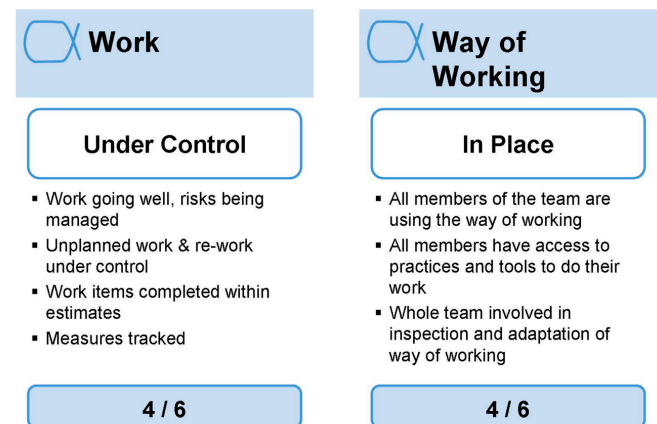 Work
Under Control
▪ Work going well, risks being
managed
▪ Unplanned work & re-work
under control
▪ Work items completed within
estimates
▪ Measures tracked
4 / 6
Way of
Working
In Place
▪ All members of the team are
using the way of working
▪ All members have access to
practices and tools to do their
work
▪ Whole team involved in
inspection and adaptation of
way of working
4 / 6